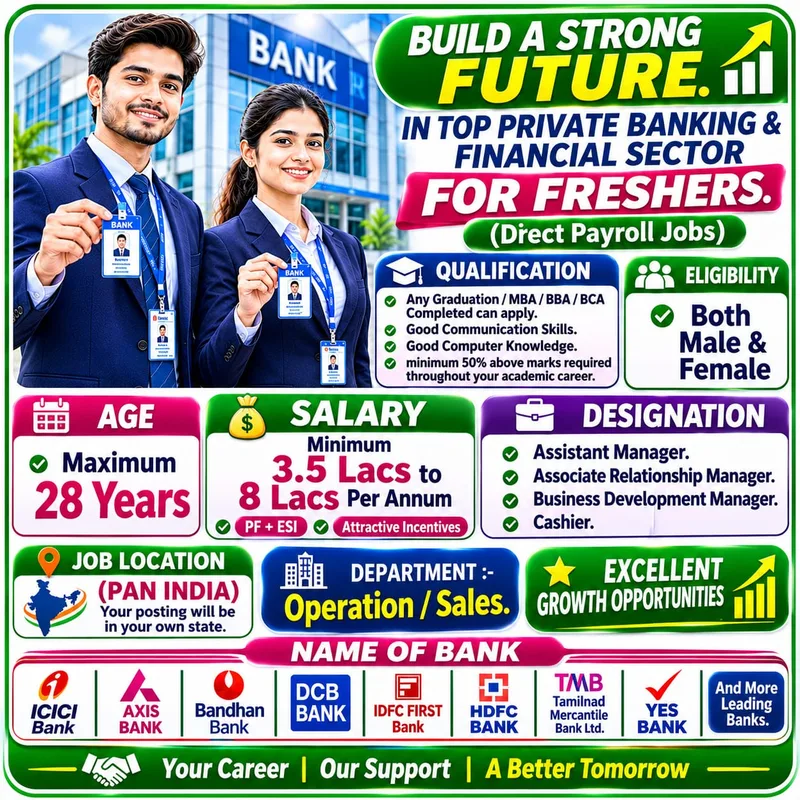 BANK
BUILD A STRONG
FUTURE.
IN TOP PRIVATE BANKING &
FINANCIAL SECTOR
FOR FRESHERS.
(Direct Payroll Jobs)
BANK
BANK
QUALIFICATION
Any Graduation / MBA / BBA / BCA
Completed can apply.
Good Communication Skills.
Good Computer Knowledge.
minimum 50% above marks required
throughout your academic career.
ELIGIBILITY
Both
Male &
Female
AGE
Maximum
28 Years
$
SALARY
Minimum
3.5 Lacs to
8 Lacs Per Annum
PF + ESI
Attractive Incentives
DESIGNATION
Assistant Manager.
Associate Relationship Manager.
Business Development Manager.
Cashier.
JOB LOCATION
(PAN INDIA)
Your posting will be
in your own state.
DEPARTMENT :-
Operation / Sales.
EXCELLENT
GROWTH OPPORTUNITIES
NAME OF BANK
ICICI
Bank
AXIS
BANK
Bandhan
Bank
DCB
BANK
IDFC FIRST
Bank
HDFC
BANK
TMB
Tamilnad
Mercantile
Bank Ltd.
YES
BANK
And More
Leading
Banks.
Your Career | Our Support | A Better Tomorrow